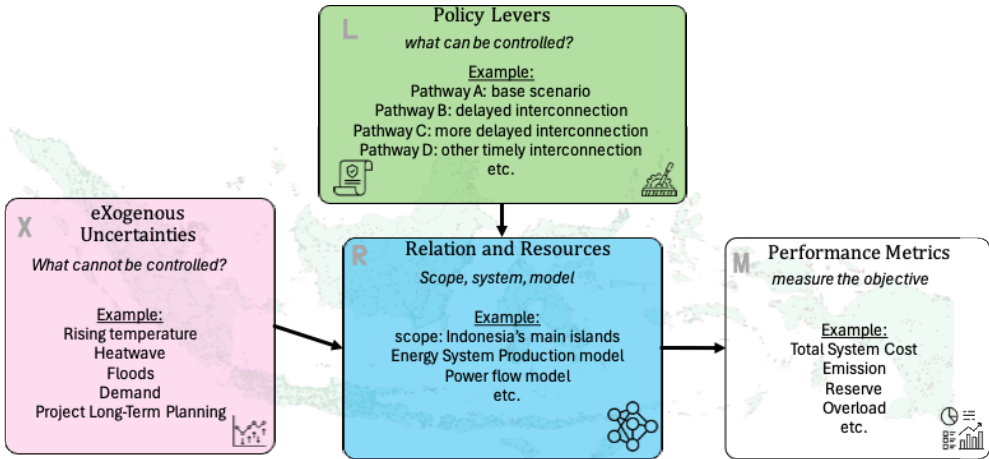 L
Policy Levers
what can be controlled?
Example:
Pathway A: base scenario
Pathway B: delayed interconnection
Pathway C: more delayed interconnection
Pathway D: other timely interconnection
etc.
X
eXogenous
Uncertainties
What cannot be controlled?
Example:
Rising temperature
Heatwave
Floods
Demand
Project Long-Term Planning
R
Relation and Resources
Scope, system, model
Example:
scope: Indonesia's main islands
Energy System Production model
Power flow model
etc.
M
Performance Metrics
measure the objective
Example:
Total System Cost
Emission
Reserve
Overload
etc.